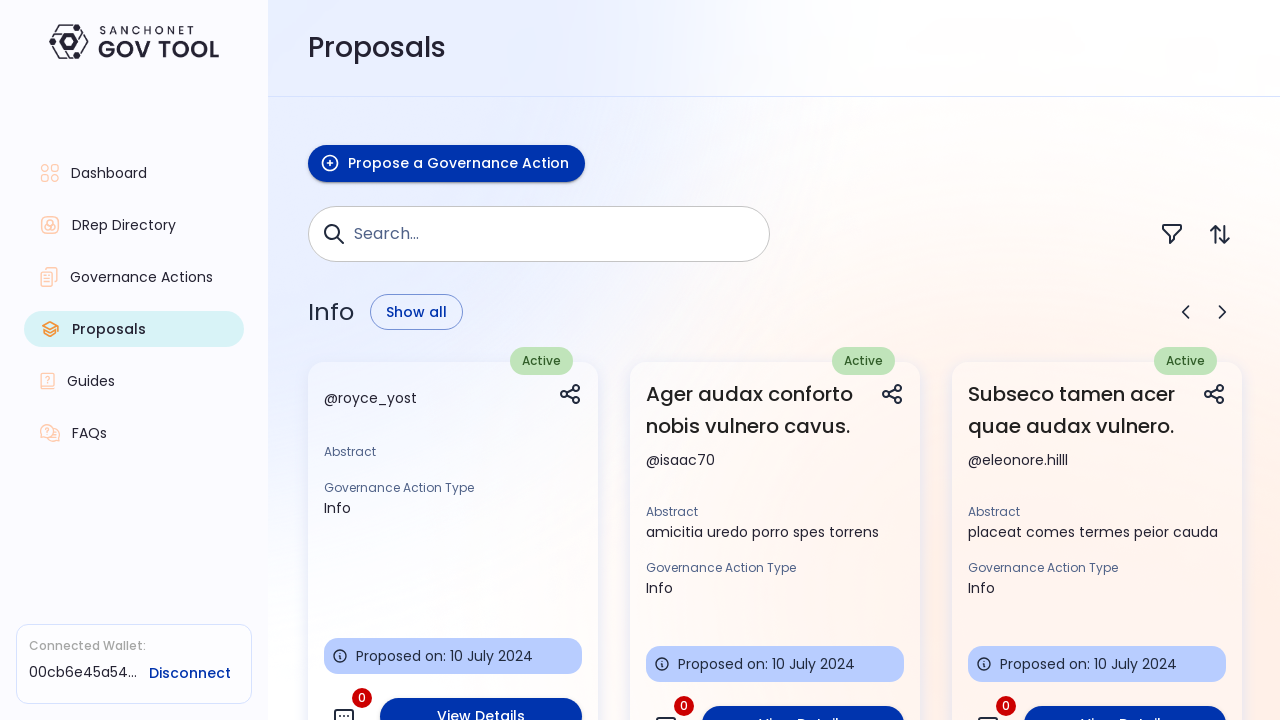 SANCHONET
GOV TOOL
Proposals
Dashboard
DRep Directory
Governance Actions
Proposals
Guides
FAQs
Connected Wallet:
00cb6e45a54...
Disconnect
Propose a Governance Action
Search...
Info
Show all
Active
@royce_yost
Abstract
Governance Action Type
Info
Proposed on: 10 July 2024
0
View Details
Active
Ager audax conforto
nobis vulnero cavus.
@isaac70
Abstract
amicitia uredo porro spes torrens
Governance Action Type
Info
Proposed on: 10 July 2024
0
View Details
Active
Subseco tamen acer
quae audax vulnero.
@eleonore.hilll
Abstract
placeat comes termes peior cauda
Governance Action Type
Info
Proposed on: 10 July 2024
0
View Details